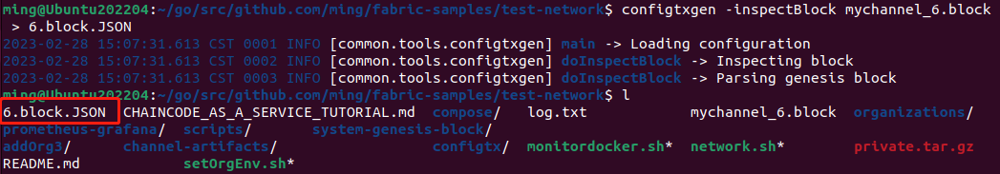 ming@Ubuntu202204:~/go/src/github.com/ming/fabric-samples/test-network$ configtxgen -inspectBlock mychannel_6.block
> 6.block.JSON
2023-02-28 15:07:31.613 CST 0001 INFO [common.tools.configtxgen] main -> Loading configuration
2023-02-28 15:07:31.613 CST 0002 INFO [common.tools.configtxgen] doInspectBlock -> Inspecting block
2023-02-28 15:07:31.613 CST 0003 INFO [common.tools.configtxgen] doInspectBlock -> Parsing genesis block
ming@Ubuntu202204:~/go/src/github.com/ming/fabric-samples/test-network$ l
6.block.JSON CHAINCODE_AS_A_SERVICE_TUTORIAL.md compose/ log.txt mychannel_6.block organizations/
prometheus-grafana/ scripts/ system-genesis-block/
addOrg3/ channel-artifacts/ configtx/ monitordocker.sh* network.sh* private.tar.gz
README.md setOrgEnv.sh*